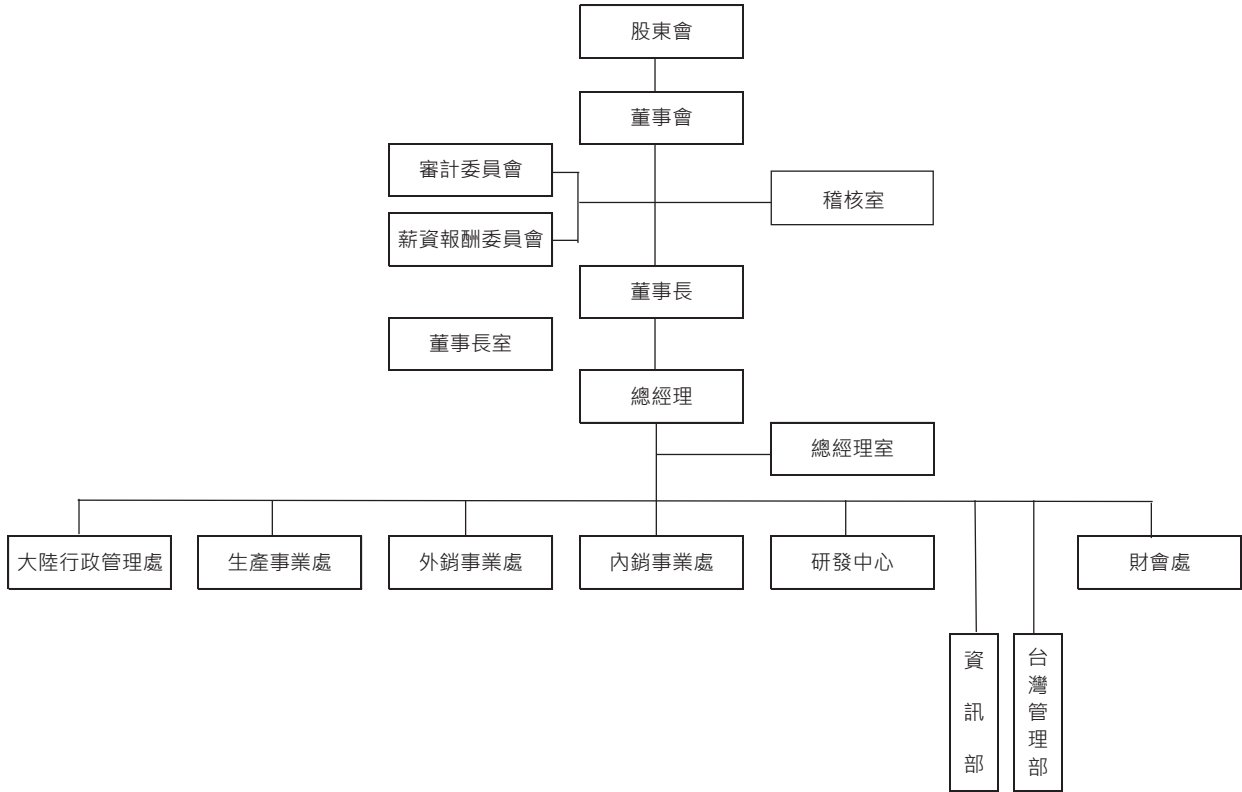 股東會
董事會
審計委員會
稽核室
薪資報酬委員會
董事長
董事長室
總經理
總經理室
大陸行政管理處
生產事業處
外銷事業處
內銷事業處
研發中心
財會處
資訊部
台灣管理部